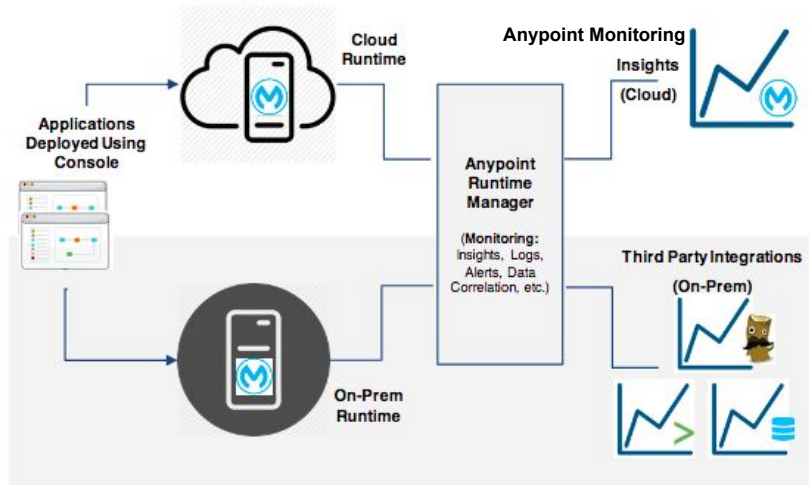 Cloud
Runtime
Anypoint Monitoring
Insights
(Cloud)
Applications
Deployed Using
Console
Anypoint
Runtime
Manager
(Monitoring:
Insights, Logs,
Alerts, Data
Correlation, etc.)
Third Party Integrations
(On-Prem)
On-Prem
Runtime